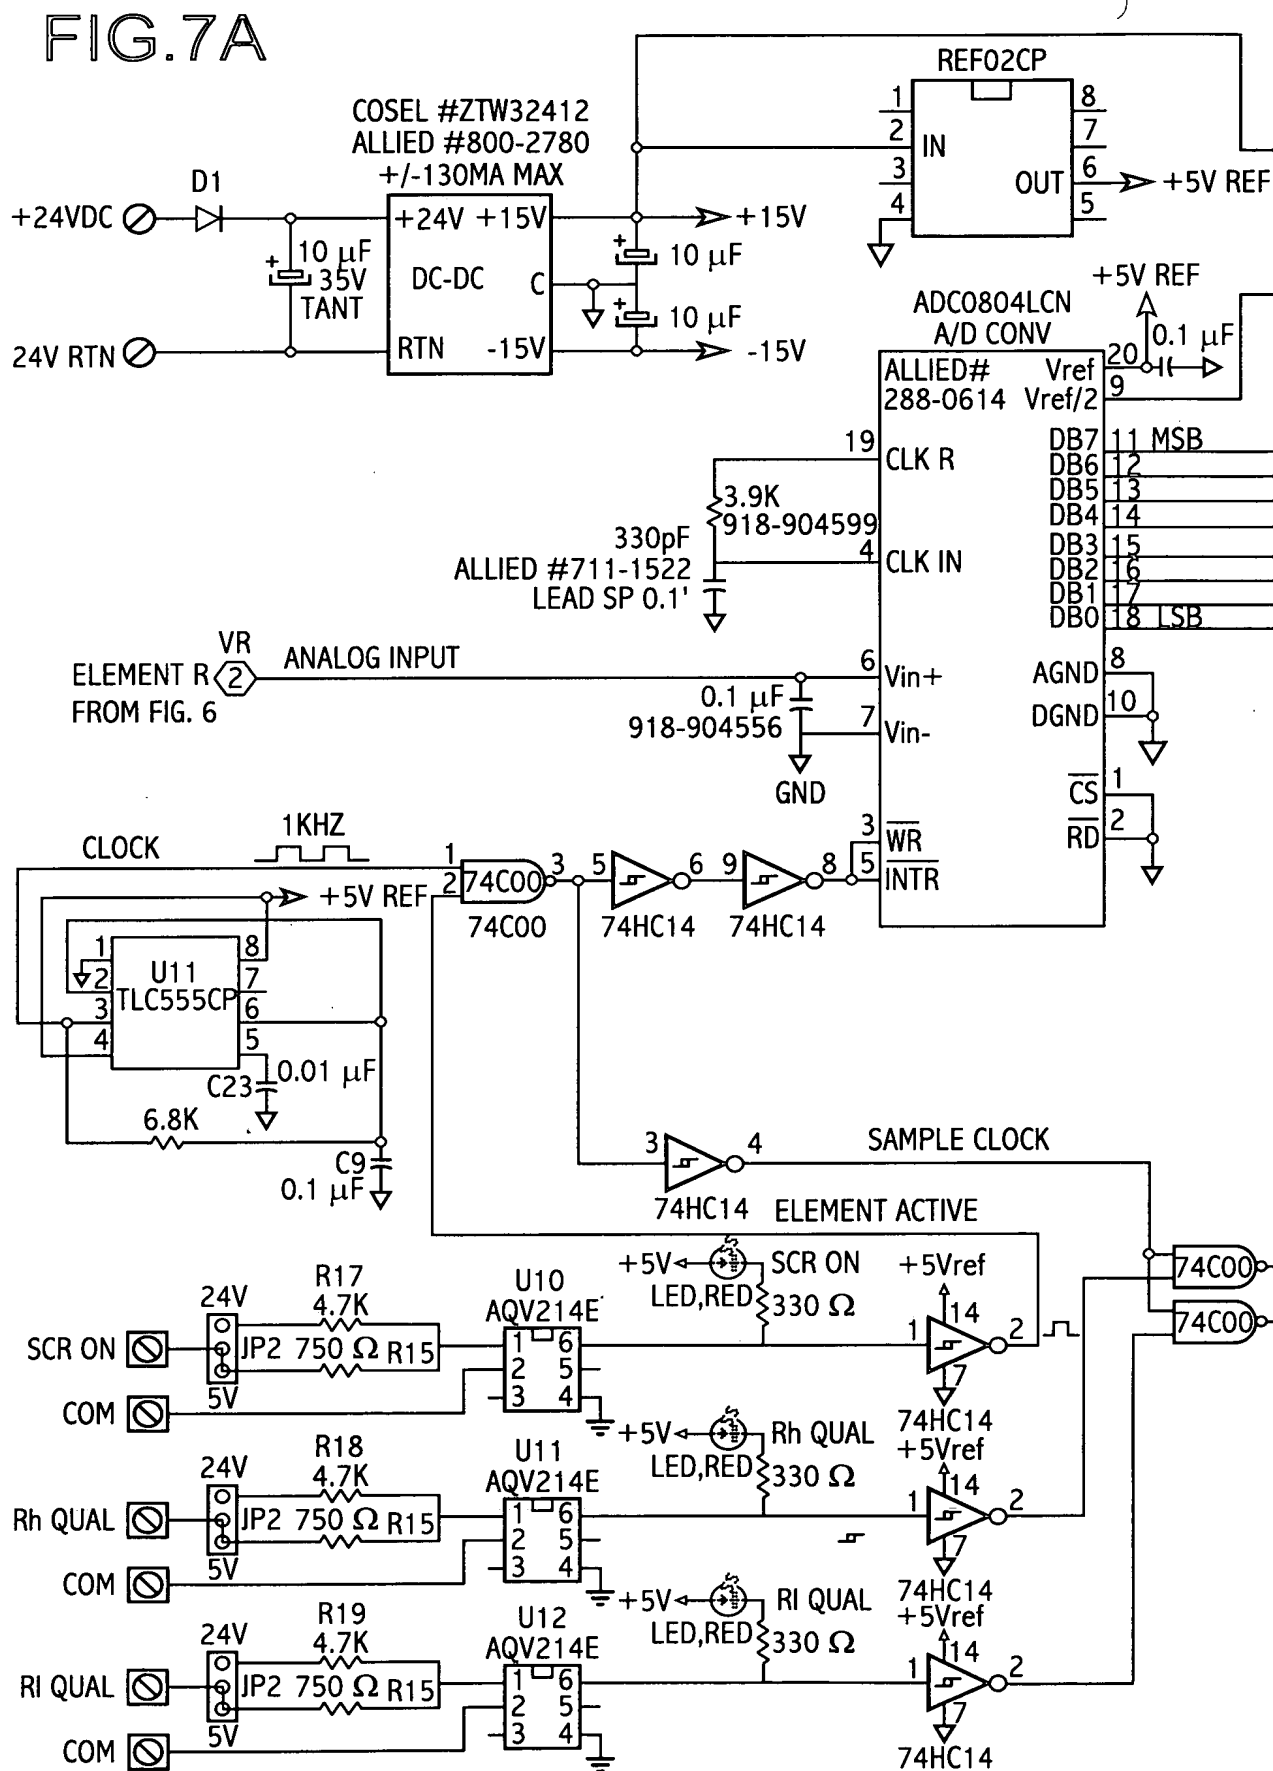 FIG.7A
COSEL #ZTW32412
ALLIED #800-2780
+/-130MA MAX
D1
+24VDC
+24V +15V
+15V
10 µF
35V
TANT
DC-DC
C
10 µF
10 µF
24V RTN
RTN
-15V
-15V
REF02CP
1
2
3
4
IN
OUT
8
7
6
5
+5V REF
+5V REF
0.1 µF
ADC0804LCN
A/D CONV
ALLIED#
288-0614
Vref
20
Vref/2
9
19
CLK R
DB7 11 MSB
DB6 12
DB5 13
DB4 14
DB3 15
DB2 16
DB1 17
DB0 18 LSB
3.9K
918-904599
330pF
4
CLK IN
ALLIED #711-1522
LEAD SP 0.1'
VR
ELEMENT R
2
FROM FIG. 6
ANALOG INPUT
6
Vin+
0.1 µF
918-904556
7
Vin-
GND
AGND
8
DGND
10
CS
1
RD
2
3
WR
5
INTR
CLOCK
1KHZ
1
2
74C00
3
74C00
5
6
74HC14
9
8
74HC14
+5V REF
1
2
3
4
U11
TLC555CP
8
7
6
5
C23
0.01 µF
6.8K
C9
0.1 µF
3
4
74HC14
SAMPLE CLOCK
ELEMENT ACTIVE
74C00
74C00
SCR ON
COM
24V
JP2
5V
R17
4.7K
750 Ω R15
U10
AQV214E
1
2
3
6
5
4
+5V
LED,RED
SCR ON
330 Ω
+5Vref
14
1
2
7
74HC14
Rh QUAL
COM
24V
JP2
5V
R18
4.7K
750 Ω R15
U11
AQV214E
1
2
3
6
5
4
+5V
LED,RED
Rh QUAL
330 Ω
+5Vref
14
1
2
7
74HC14
RI QUAL
COM
24V
JP2
5V
R19
4.7K
750 Ω R15
U12
AQV214E
1
2
3
6
5
4
+5V
LED,RED
RI QUAL
330 Ω
+5Vref
14
1
2
7
74HC14